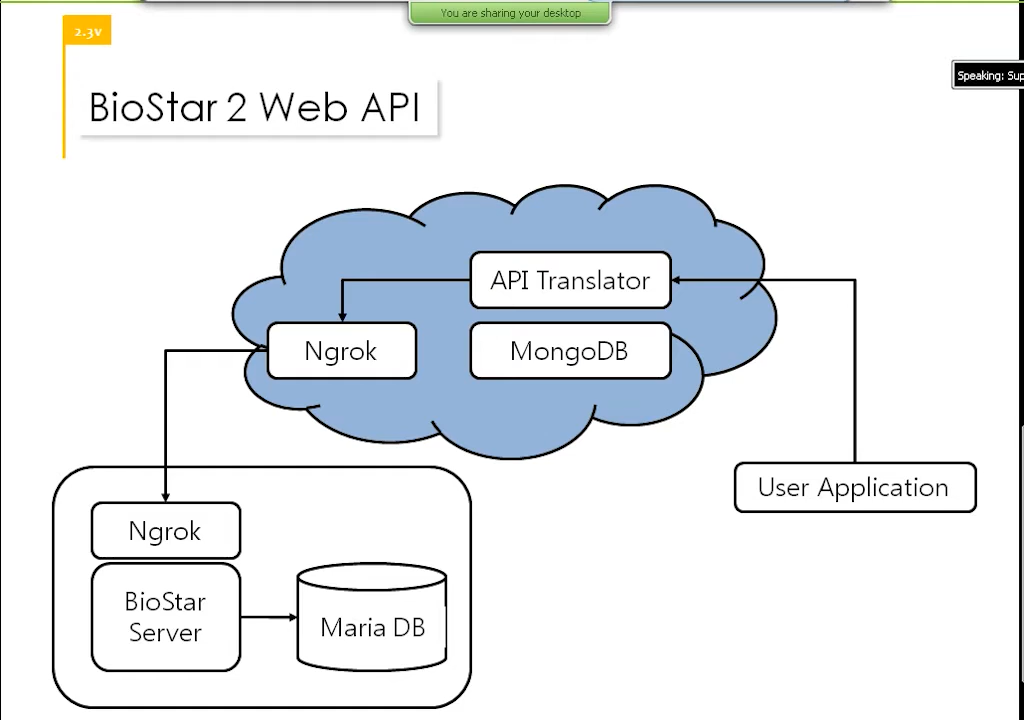 You are sharing your desktop
2.3v
Speaking: Sup
BioStar 2 Web API
API Translator
Ngrok
MongoDB
User Application
Ngrok
BioStar
Server
Maria DB